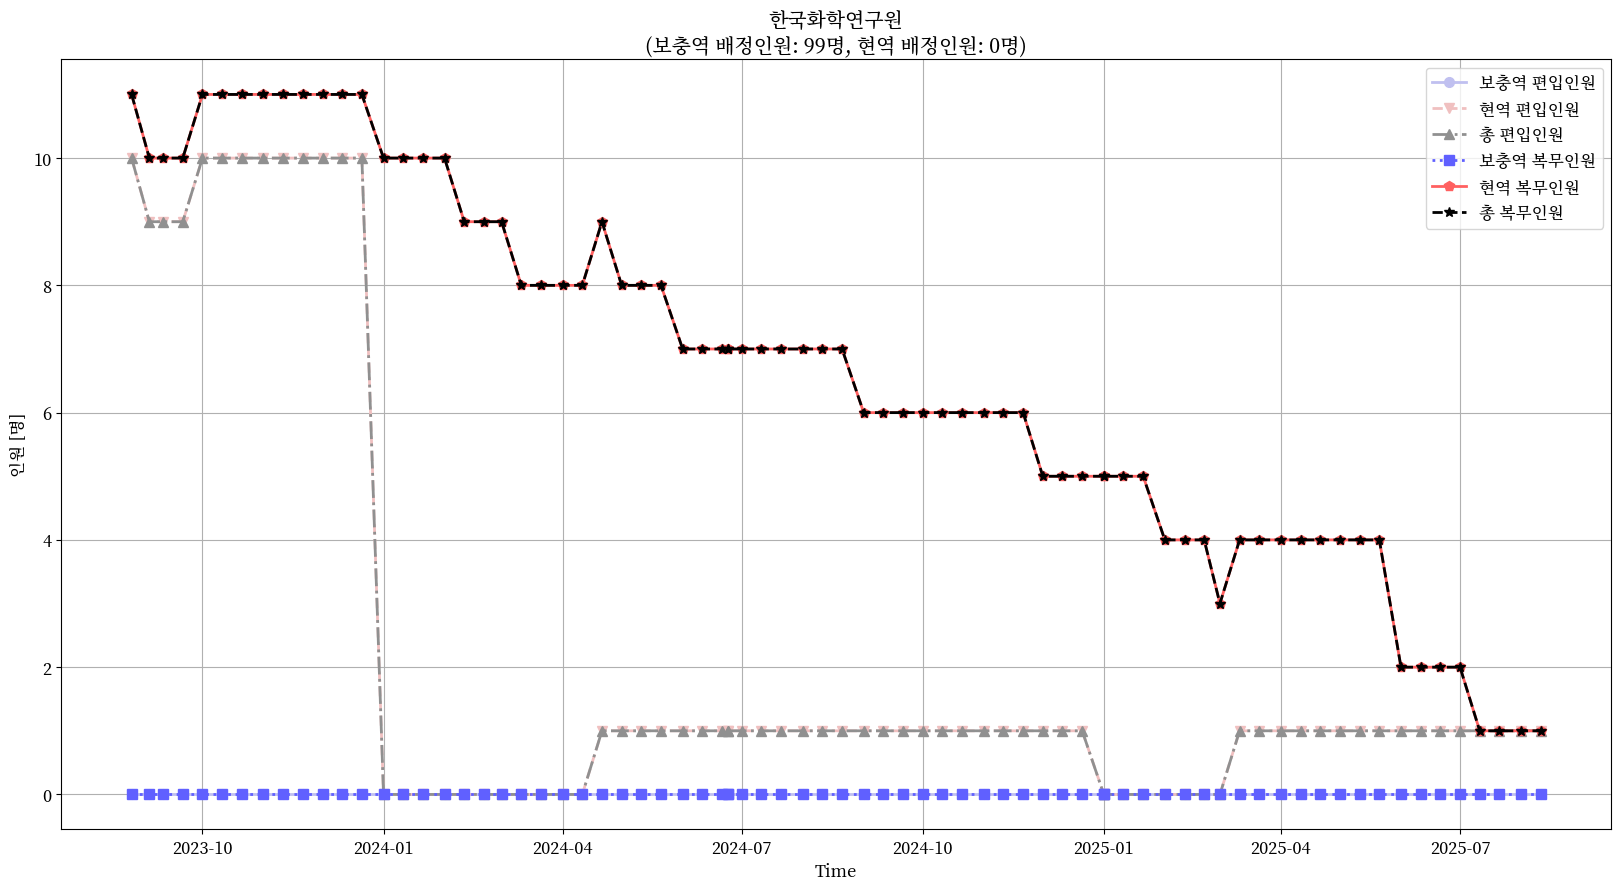 한국화학연구원
(보충역 배정인원: 99명, 현역 배정인원: 0명)
보충역 편입인원
현역 편입인원
총 편입인원
보충역 복무인원
현역 복무인원
총 복무인원
인원 [명]
10
8
6
4
2
0
2023-10
2024-01
2024-04
2024-07
2024-10
2025-01
2025-04
2025-07
Time